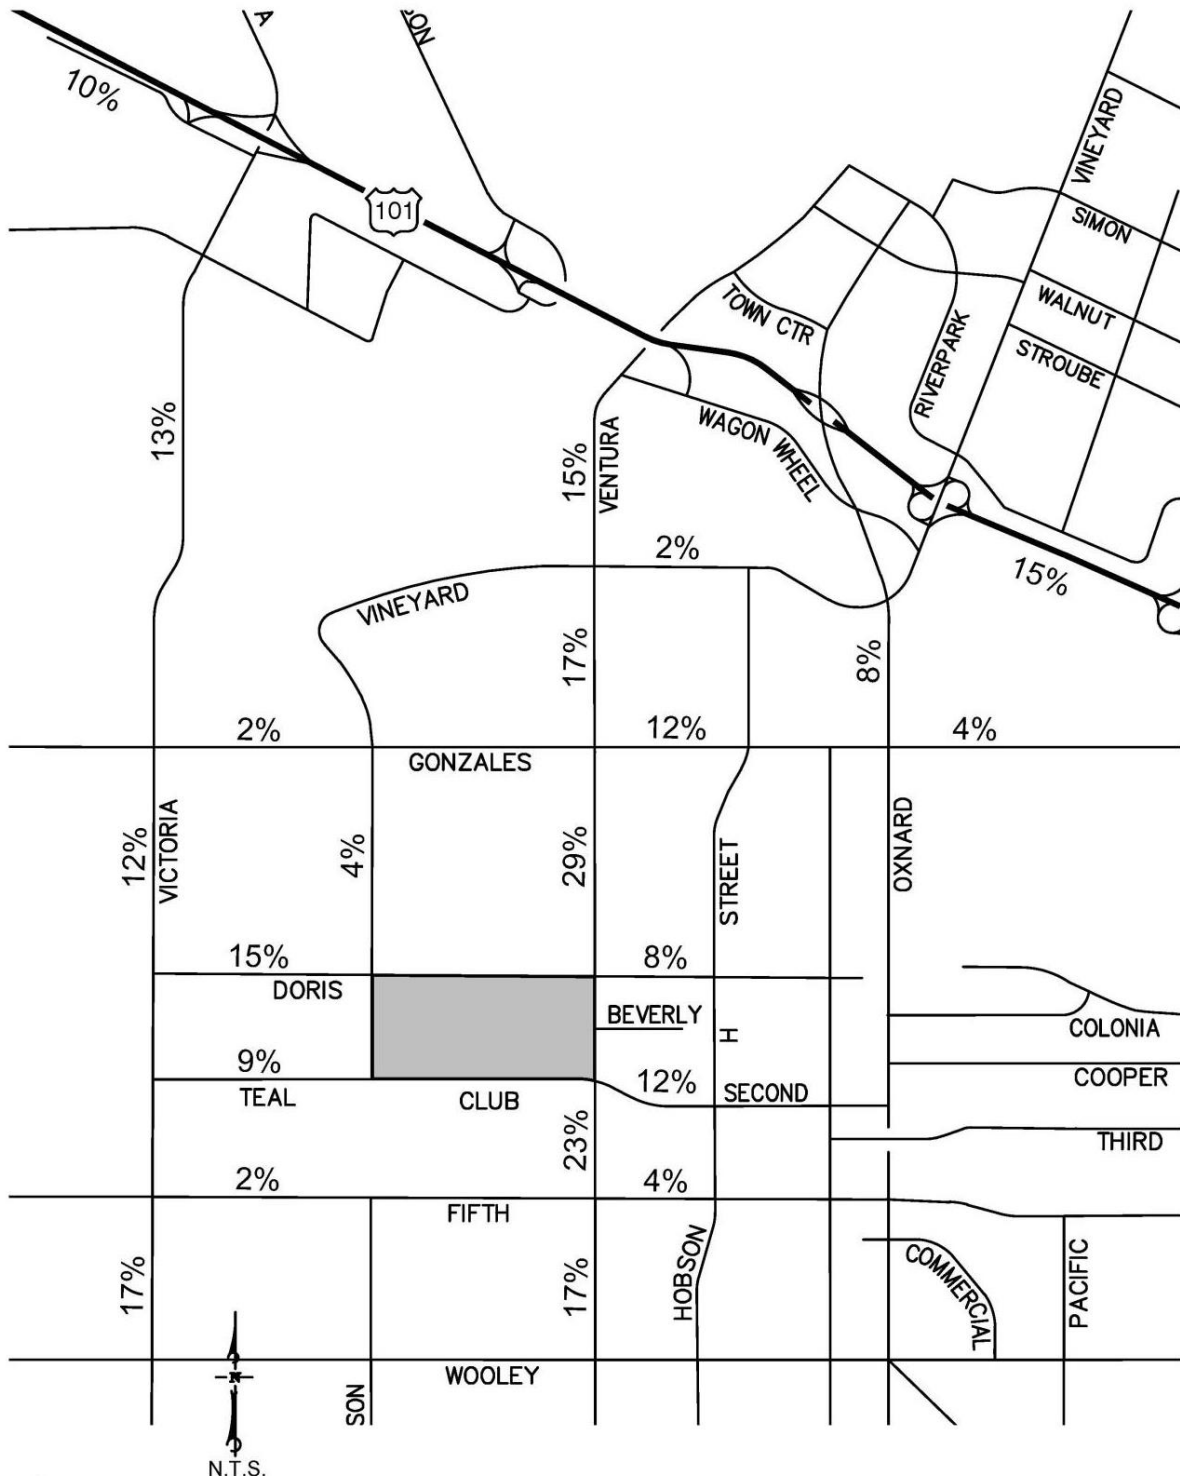 A
SON
10%
101
VINEYARD
SIMON
WALNUT
STROUBE
TOWN CTR
RIVERPARK
WAGON WHEEL
13%
15%
VENTURA
2%
15%
VINEYARD
17%
8%
2%
12%
4%
GONZALES
12%
VICTORIA
4%
29%
STREET
OXNARD
15%
8%
DORIS
BEVERLY
H
COLONIA
9%
12%
COOPER
TEAL
CLUB
SECOND
23%
THIRD
2%
4%
FIFTH
17%
17%
HOBSON
COMMERCIAL
PACIFIC
WOOLEY
SON
N.T.S.